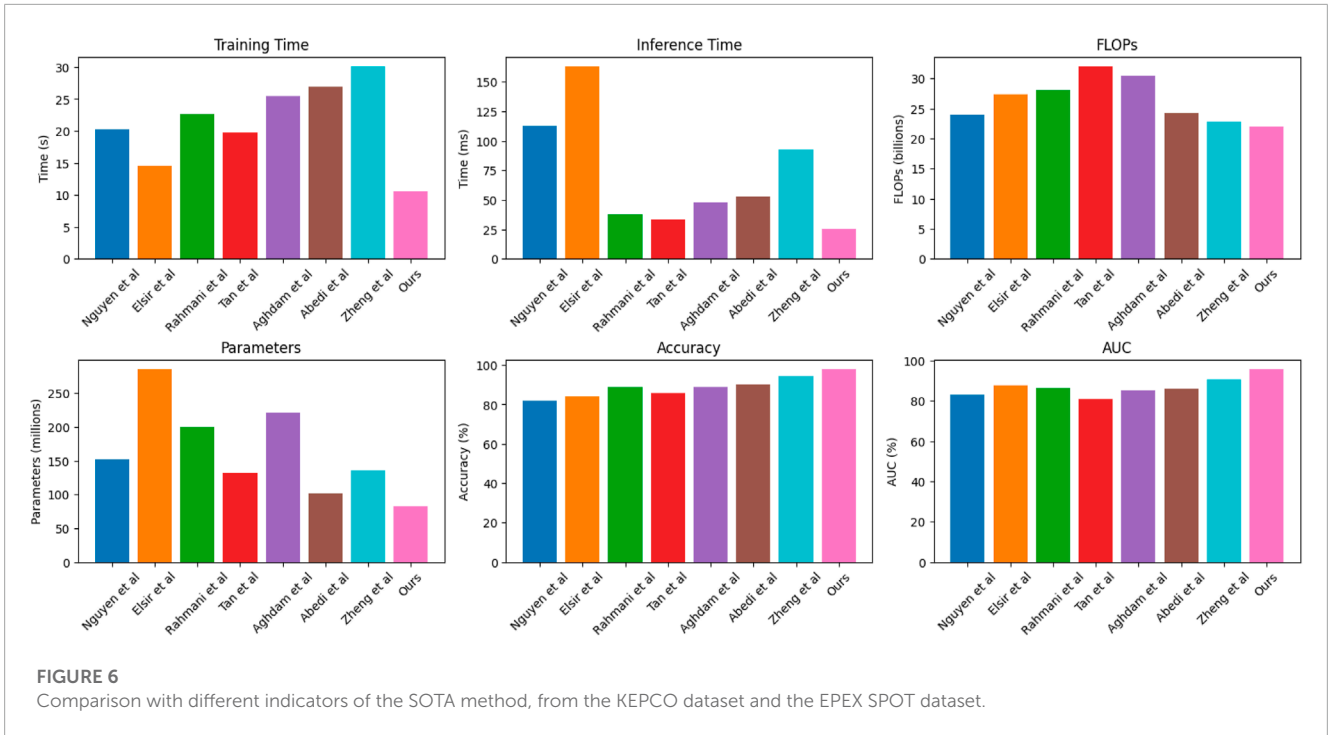 Training Time
Time (s)
30
25
20
15
10
5
0
Nguyen et al
Elsir et al
Rahmani et al
Tan et al
Aghdam et al
Abedi et al
Zheng et al
Ours
Inference Time
Time (ms)
150
125
100
75
50
25
0
Nguyen et al
Elsir et al
Rahmani et al
Tan et al
Aghdam et al
Abedi et al
Zheng et al
Ours
FLOPs
FLOPs (billions)
30
25
20
15
10
5
0
Nguyen et al
Elsir et al
Rahmani et al
Tan et al
Aghdam et al
Abedi et al
Zheng et al
Ours
Parameters
Parameters (millions)
250
200
150
100
50
0
Nguyen et al
Elsir et al
Rahmani et al
Tan et al
Aghdam et al
Abedi et al
Zheng et al
Ours
Accuracy
Accuracy (%)
100
80
60
40
20
0
Nguyen et al
Elsir et al
Rahmani et al
Tan et al
Aghdam et al
Abedi et al
Zheng et al
Ours
AUC
AUC (%)
100
80
60
40
20
0
Nguyen et al
Elsir et al
Rahmani et al
Tan et al
Aghdam et al
Abedi et al
Zheng et al
Ours
FIGURE 6
Comparison with different indicators of the SOTA method, from the KEPCO dataset and the EPEX SPOT dataset.